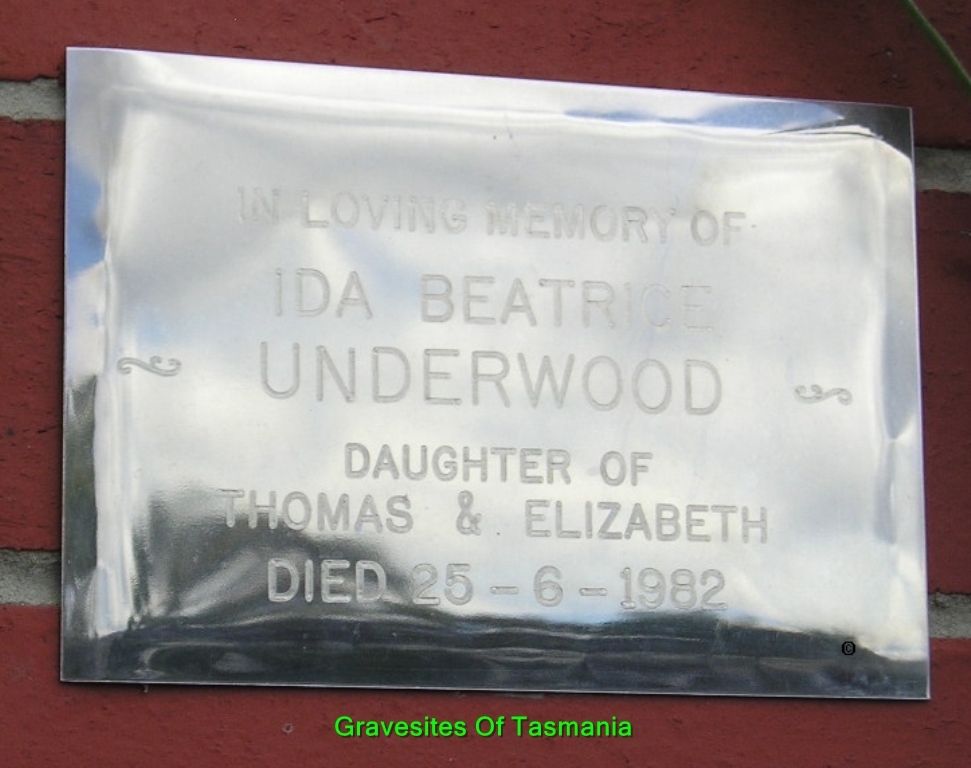 IN LOVING MEMORY OF
IDA BEATRICE
UNDERWOOD
DAUGHTER OF
THOMAS & ELIZABETH
DIED 25 - 6 - 1982
©
Gravesites Of Tasmania